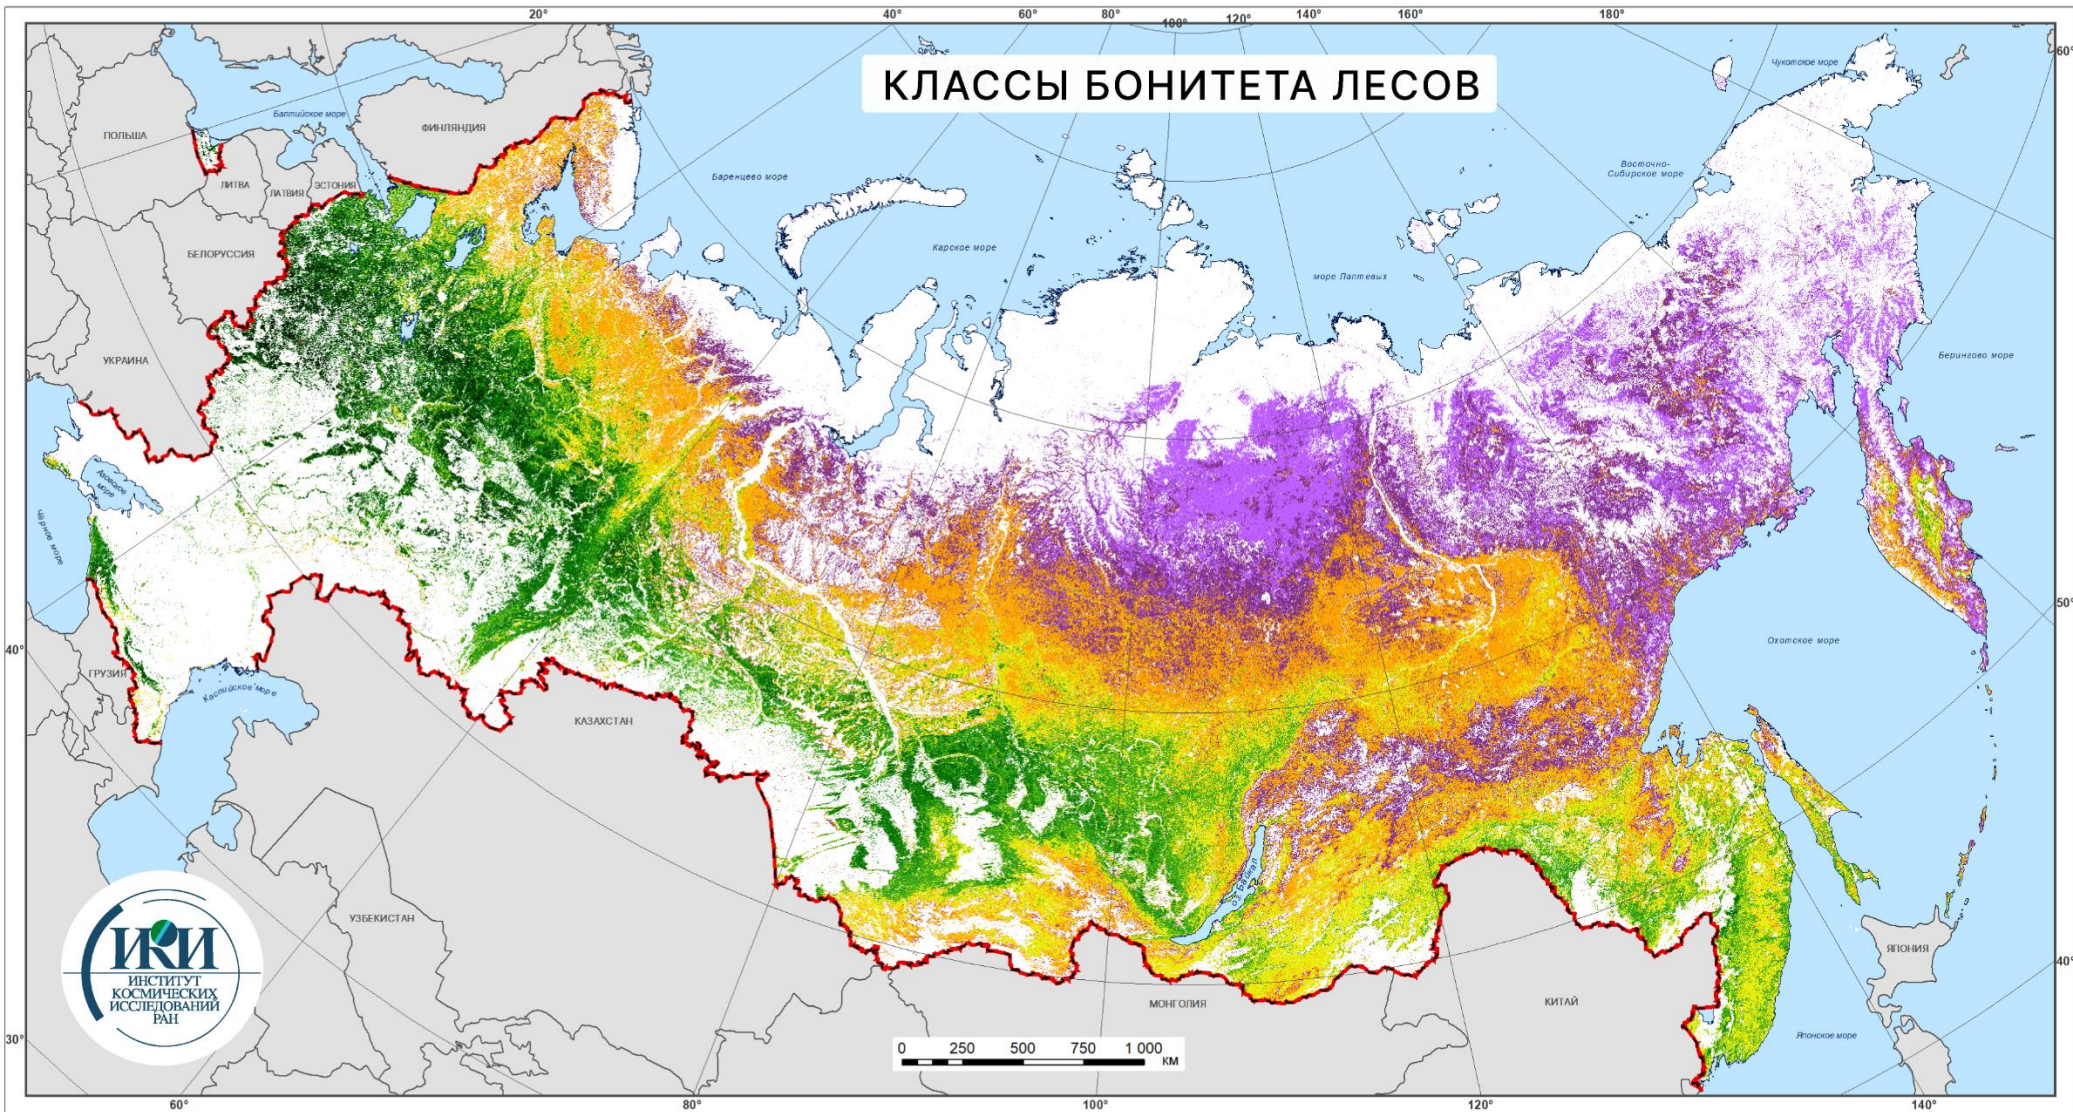 20°
40°
60°
80°
100°
120°
140°
160°
180°
60°
КЛАССЫ БОНИТЕТА ЛЕСОВ
Чукотское море
Балтийское море
ФИНЛЯНДИЯ
ПОЛЬША
ЛИТВА
ЛАТВИЯ
ЭСТОНИЯ
Баренцево море
Восточно-
Сибирское море
Карское море
море Лаптевых
БЕЛОРУССИЯ
УКРАИНА
Берингово море
Азовское
море
Чёрное море
50°
Охотское море
40°
ГРУЗИЯ
Каспийское море
КАЗАХСТАН
оз. Байкал
УЗБЕКИСТАН
ЯПОНИЯ
40°
МОНГОЛИЯ
КИТАЙ
ИКИ
ИНСТИТУТ
КОСМИЧЕСКИХ
ИССЛЕДОВАНИЙ
РАН
Японское море
30°
0 250 500 750 1 000
КМ
60°
80°
100°
120°
140°